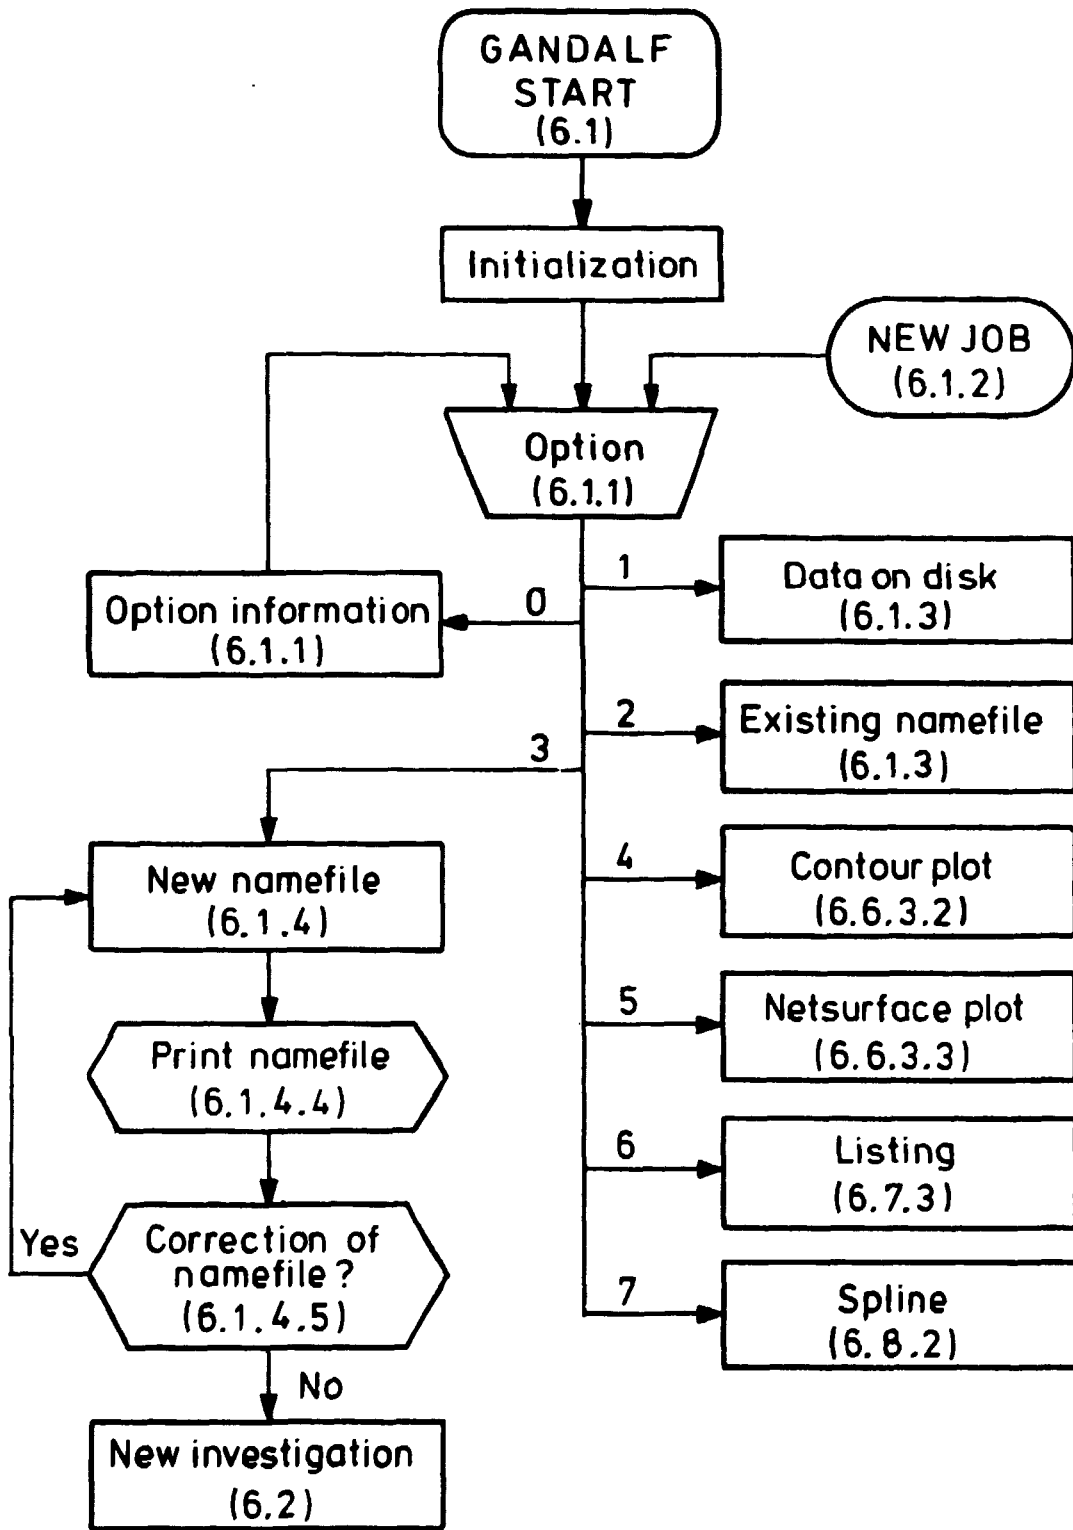 GANDALF
START
(6.1)
Initialization
NEW JOB
(6.1.2)
Option
(6.1.1)
1
Data on disk
(6.1.3)
0
Option information
(6.1.1)
2
Existing namefile
(6.1.3)
3
New namefile
(6.1.4)
4
Contour plot
(6.6.3.2)
5
Netsurface plot
(6.6.3.3)
Print namefile
(6.1.4.4)
6
Listing
(6.7.3)
Yes
Correction of
namefile?
(6.1.4.5)
7
Spline
(6.8.2)
No
New investigation
(6.2)